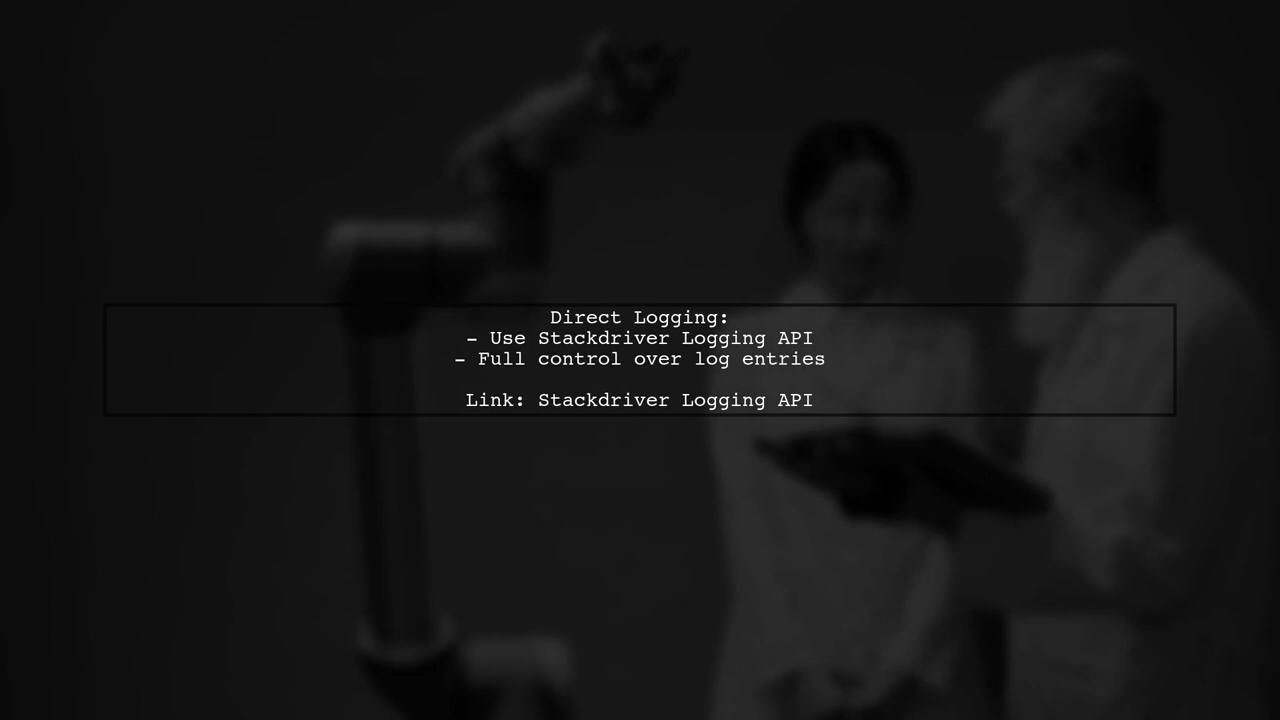 Direct Logging:
- Use Stackdriver Logging API
- Full control over log entries
Link: Stackdriver Logging API